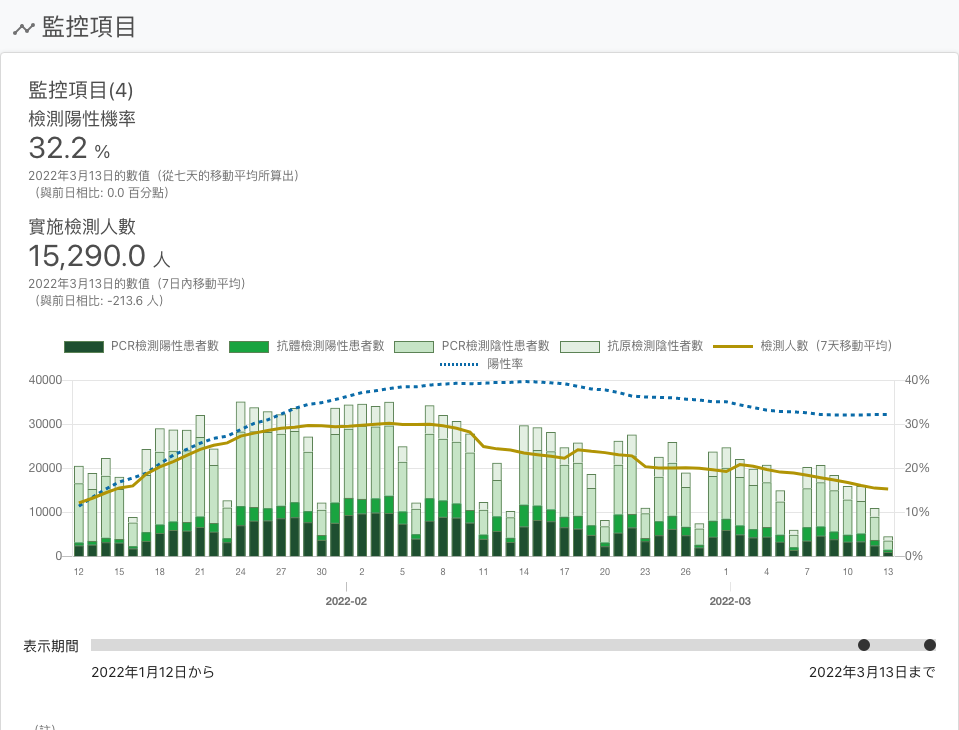 監控項目
監控項目(4)
檢測陽性機率
32.2 %
2022年3月13日的數值（從七天的移動平均所算出）
（與前日相比: 0.0 百分點）
實施檢測人數
15,290.0 人
2022年3月13日的數值（7日內移動平均）
（與前日相比: -213.6 人）
PCR檢測陽性患者數 抗體檢測陽性患者數 PCR檢測陰性患者數 抗原檢測陰性者數 檢測人數（7天移動平均）
陽性率
40000 40%
30000 30%
20000 20%
10000 10%
0 0%
12 15 18 21 24 27 30 2 5 8 11 14 17 20 23 26 1 4 7 10 13
2022-02 2022-03
表示期間
2022年1月12日から 2022年3月13日まで
（註）